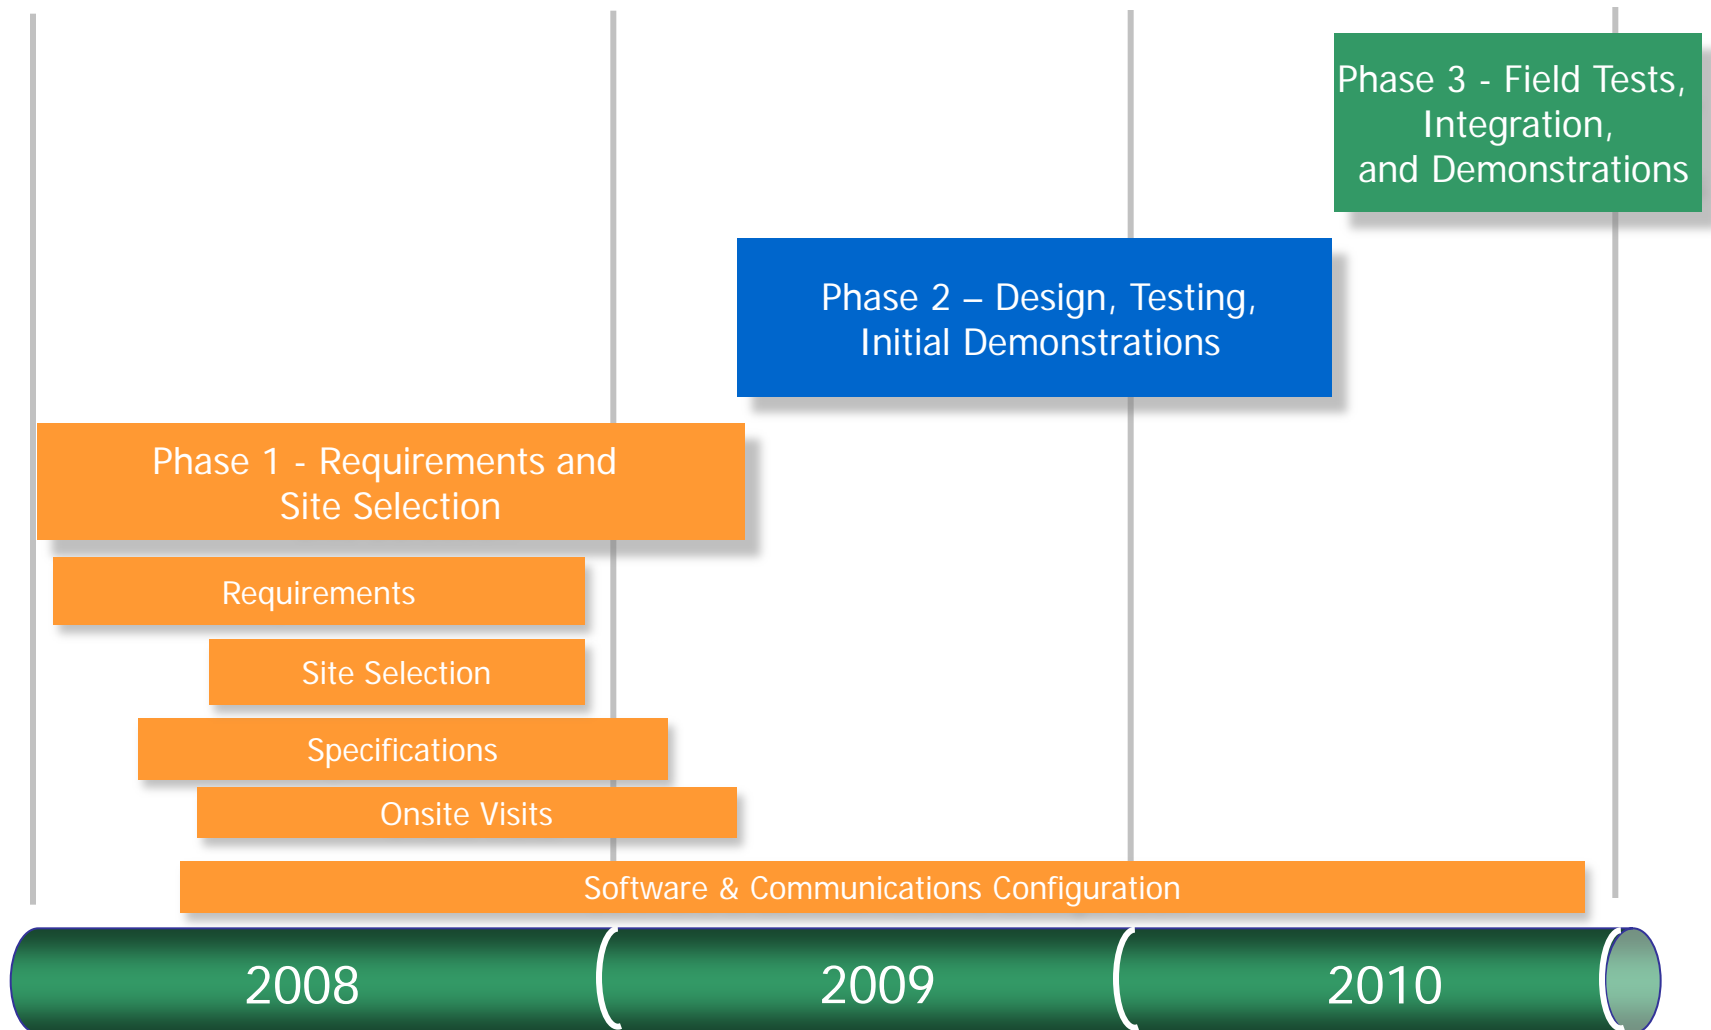 Phase 3 - Field Tests,
Integration,
and Demonstrations
Phase 2 – Design, Testing,
Initial Demonstrations
Phase 1 - Requirements and
Site Selection
Requirements
Site Selection
Specifications
Onsite Visits
Software & Communications Configuration
2008
2009
2010